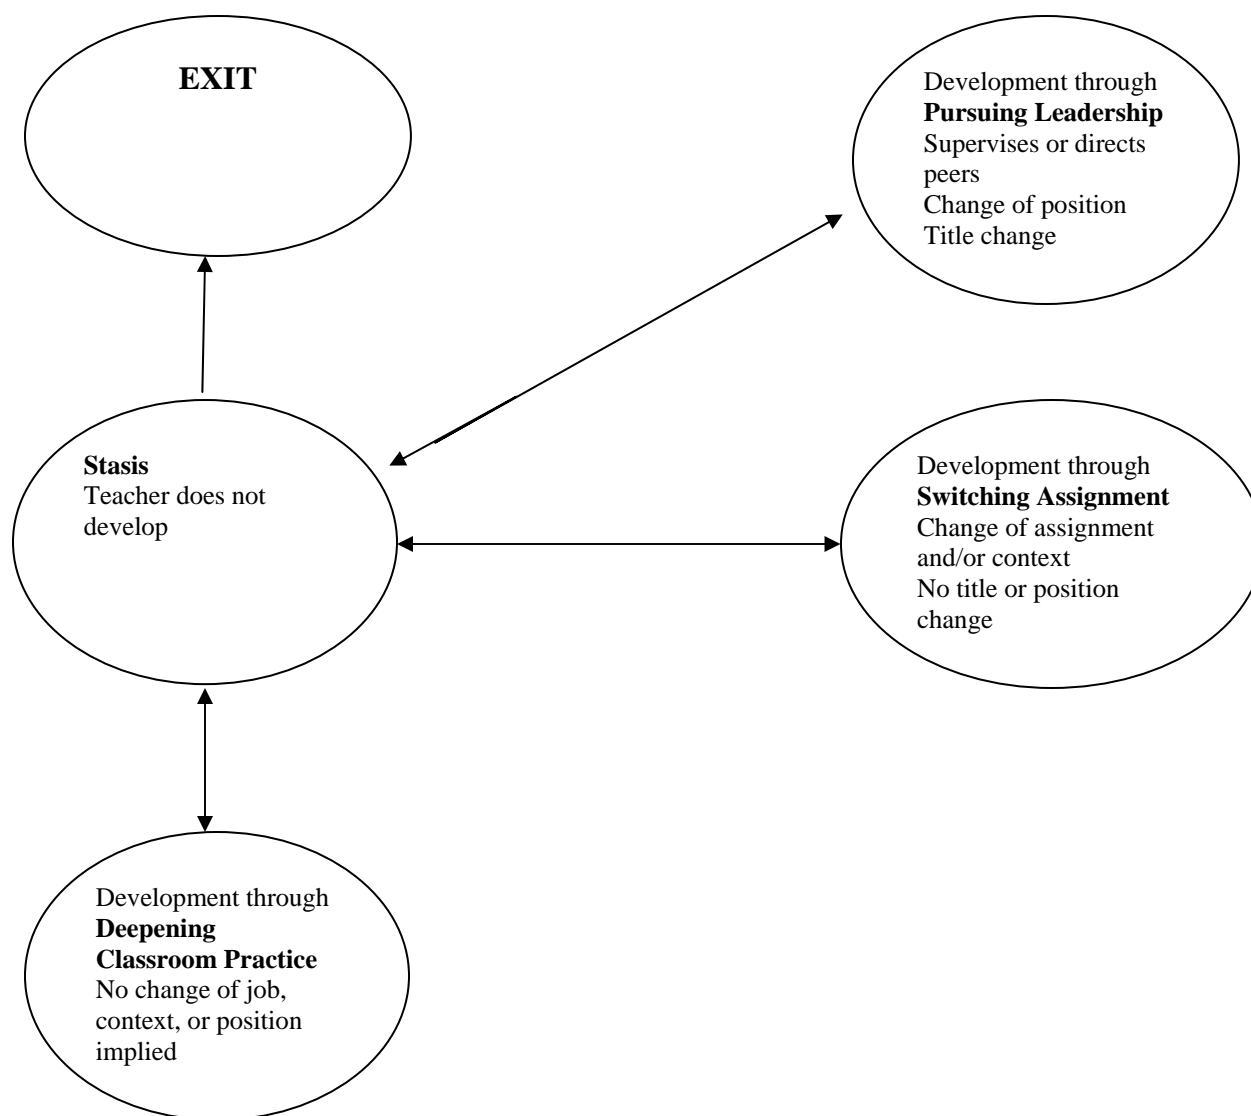 EXIT
Development through
Pursuing Leadership
Supervises or directs
peers
Change of position
Title change
Stasis
Teacher does not
develop
Development through
Switching Assignment
Change of assignment
and/or context
No title or position
change
Development through
Deepening
Classroom Practice
No change of job,
context, or position
implied